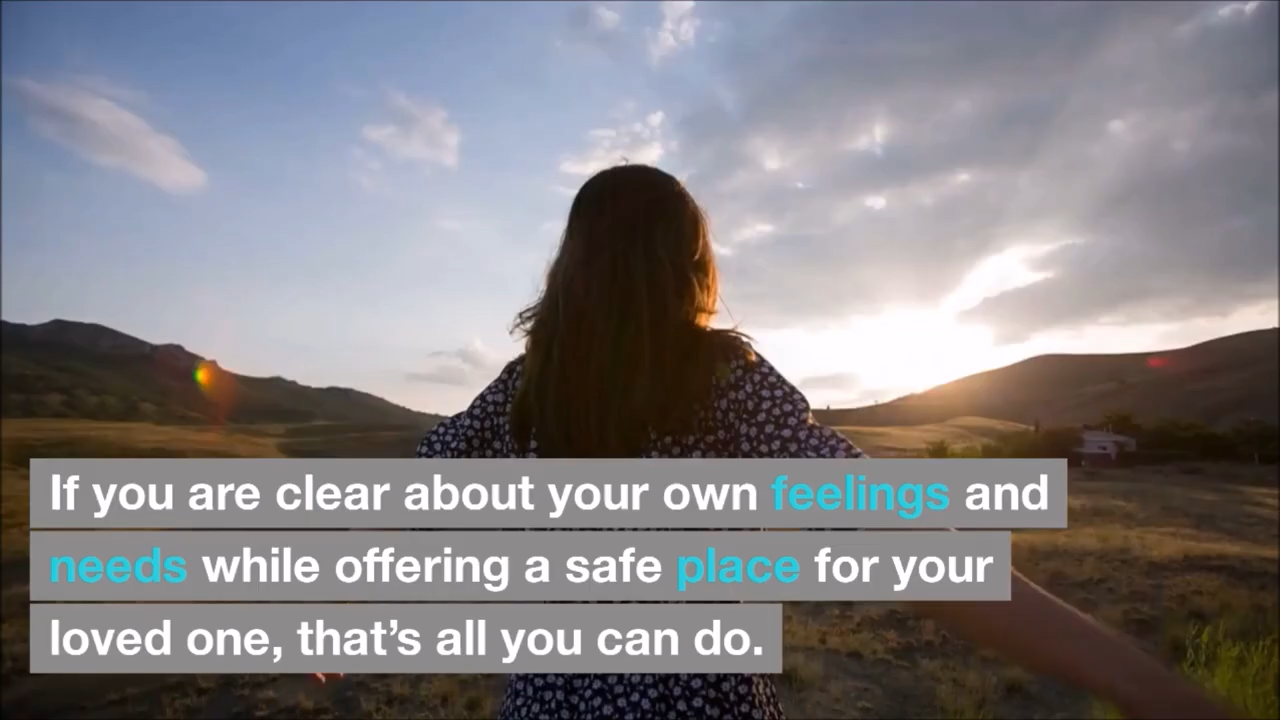 If you are clear about your own feelings and
needs while offering a safe place for your
loved one, that’s all you can do.